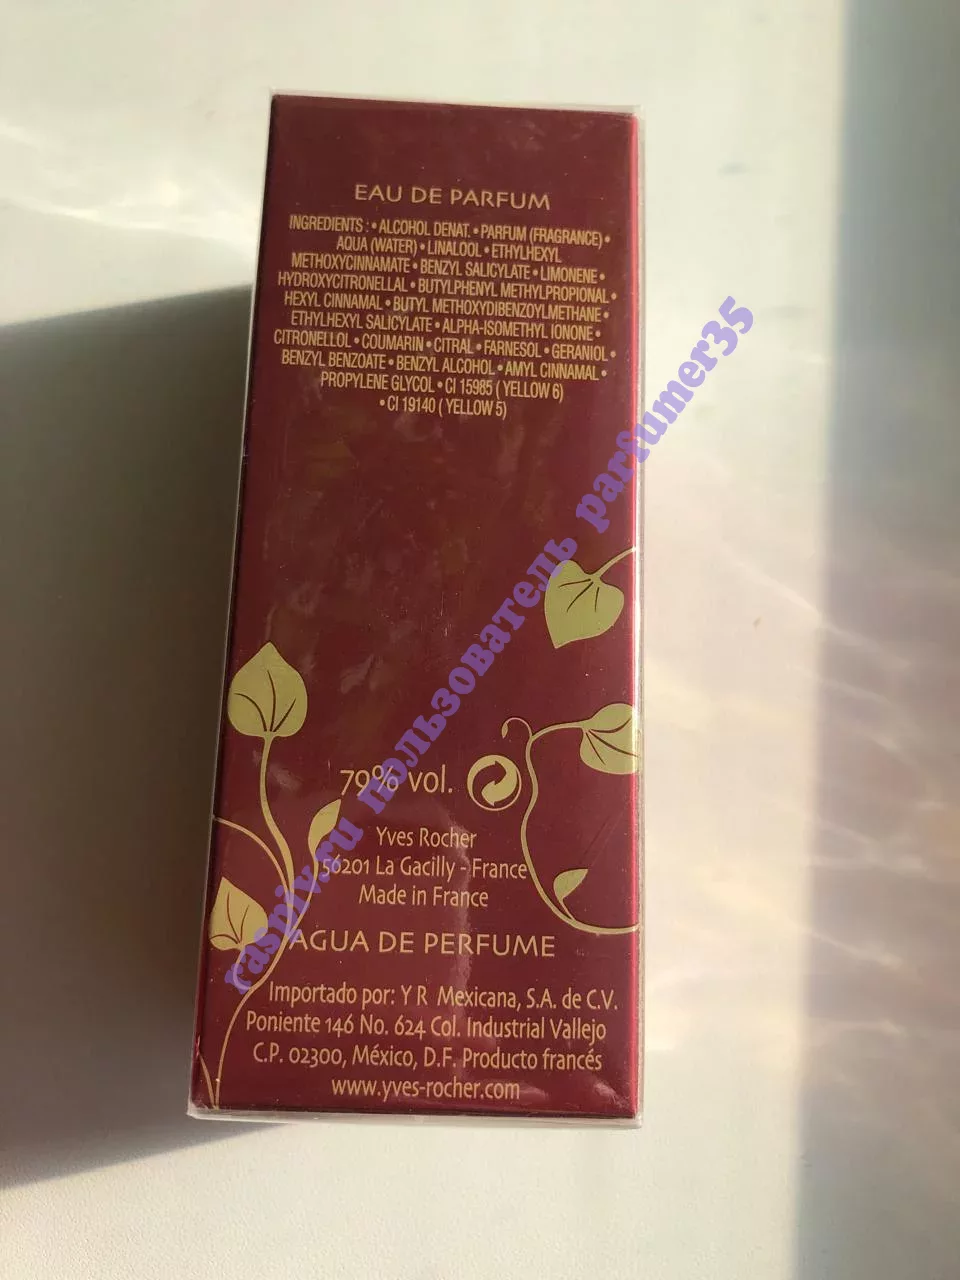 EAU DE PARFUM
INGREDIENTS : • ALCOHOL DENAT. • PARFUM (FRAGRANCE) •
AQUA (WATER) • LINALOOL • ETHYLHEXYL
METHOXYCINNAMATE • BENZYL SALICYLATE • LIMONENE •
HYDROXYCITRONELLAL • BUTYLPHENYL METHYLPROPIONAL •
HEXYL CINNAMAL • BUTYL METHOXYDIBENZOYLMETHANE •
ETHYLHEXYL SALICYLATE • ALPHA-ISOMETHYL IONONE •
CITRONELLOL • COUMARIN • CITRAL • FARNESOL • GERANIOL •
BENZYL BENZOATE • BENZYL ALCOHOL • AMYL CINNAMAL •
PROPYLENE GLYCOL • CI 15985 ( YELLOW 6)
• CI 19140 ( YELLOW 5)
79% vol.
Yves Rocher
56201 La Gacilly - France
Made in France
AGUA DE PERFUME
Importado por: Y R Mexicana, S.A. de C.V.
Poniente 146 No. 624 Col. Industrial Vallejo
C.P. 02300, México, D.F. Producto francés
www.yves-rocher.com
raspiv.ru пользователь parfumer35